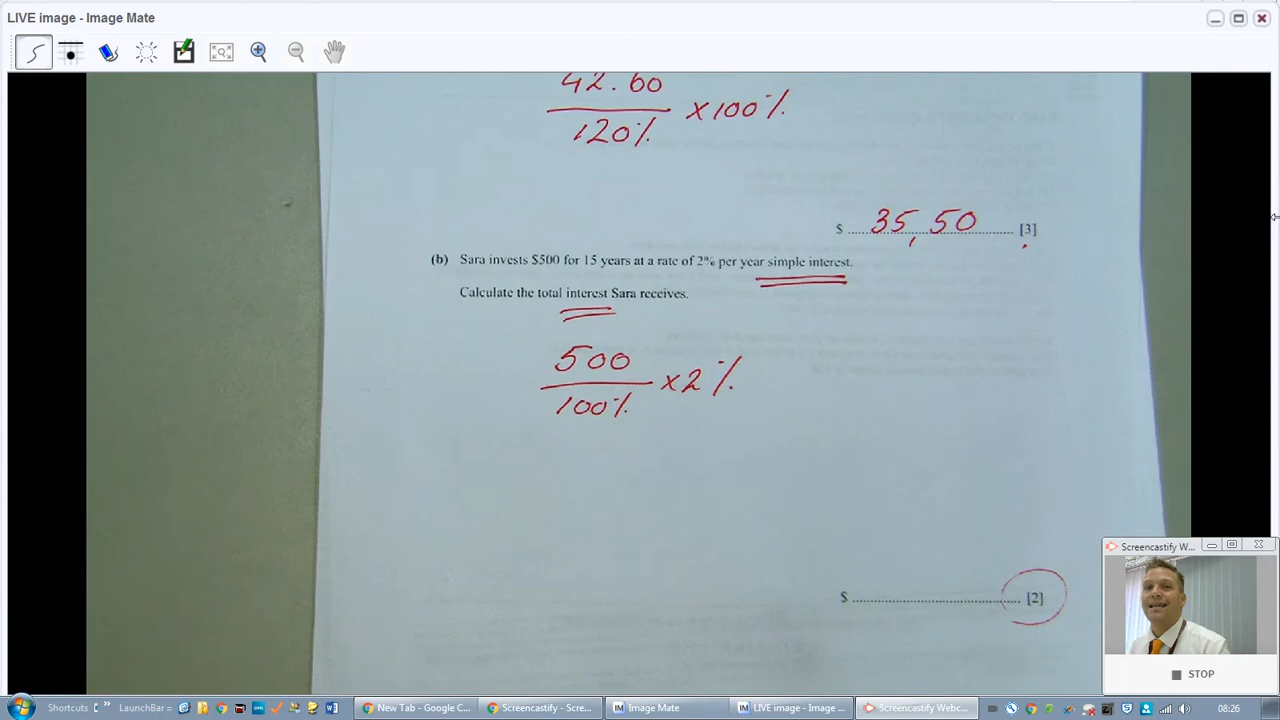 LIVE image - Image Mate
42.60
120% ×100%
$ 35,50 [3]
(b) Sara invests $500 for 15 years at a rate of 2% per year simple interest.
Calculate the total interest Sara receives.
500
100% ×2%
$ [2]
Screencastify W...
STOP
Shortcuts
LaunchBar
New Tab - Google C...
Screencastify - Scre...
Image Mate
LIVE image - Image ...
Screencastify Webc...
08:26